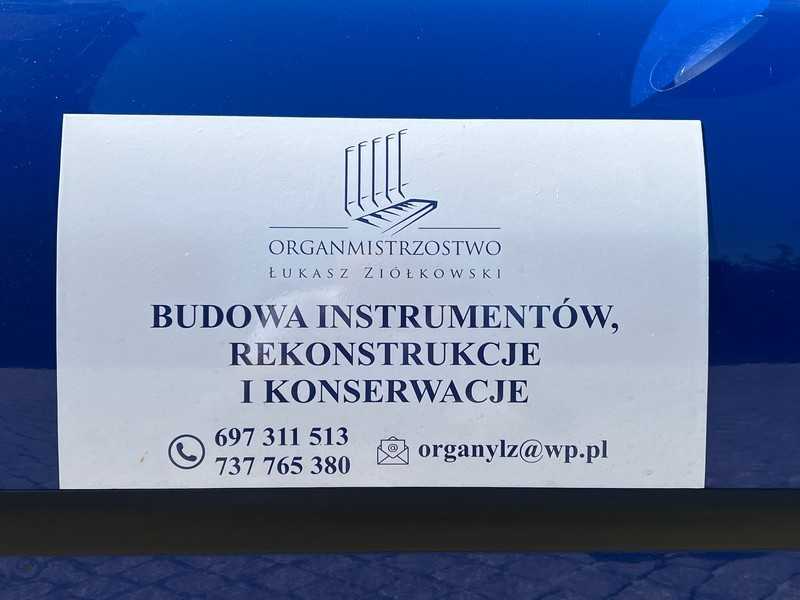 ORGANMISTRZOSTWO
Łukasz Ziółkowski
BUDOWA INSTRUMENTÓW,
REKONSTRUKCJE
I KONSERWACJE
697 311 513
737 765 380
organylz@wp.pl